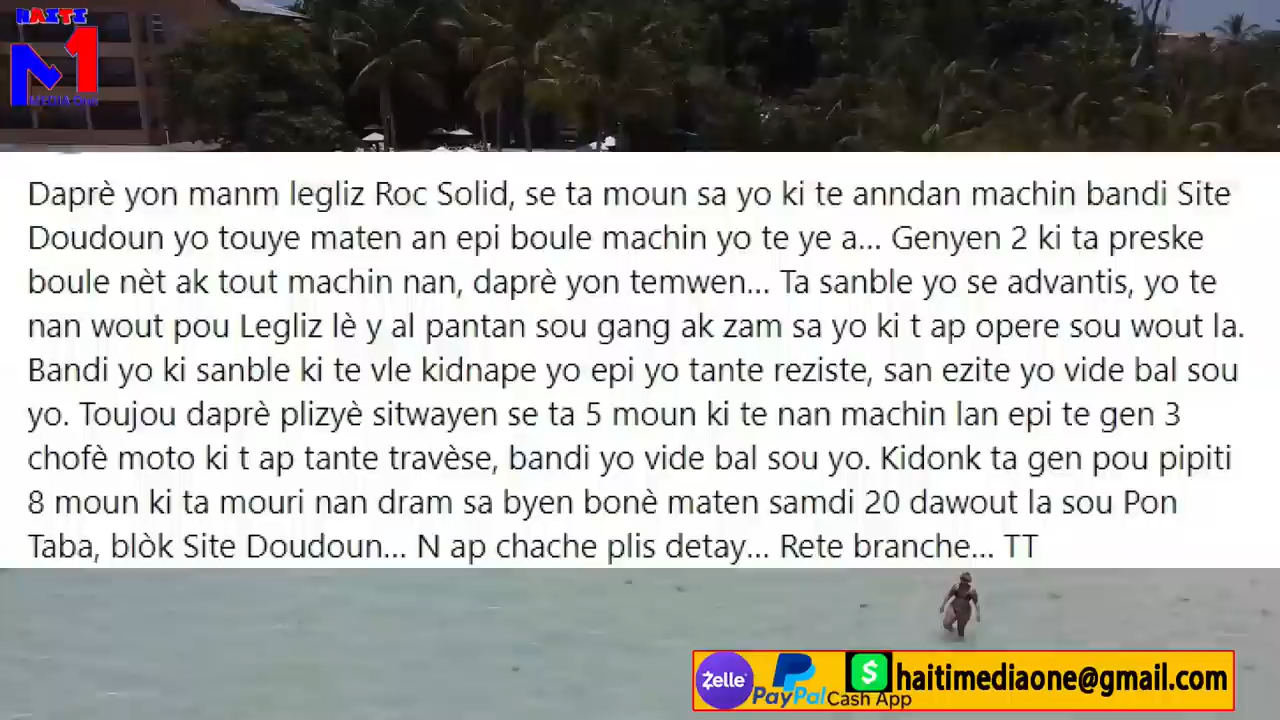 HAITI
M1
MEDIA One
Daprè yon manm legliz Roc Solid, se ta moun sa yo ki te anndan machin bandi Site
Doudoun yo touye maten an epi boule machin yo te ye a... Genyen 2 ki ta preske
boule nèt ak tout machin nan, daprè yon temwen... Ta sanble yo se advantis, yo te
nan wout pou Legliz lè y al pantan sou gang ak zam sa yo ki t ap opere sou wout la.
Bandi yo ki sanble ki te vle kidnape yo epi yo tante reziste, san ezite yo vide bal sou
yo. Toujou daprè plizyè sitwayen se ta 5 moun ki te nan machin lan epi te gen 3
chofè moto ki t ap tante travèse, bandi yo vide bal sou yo. Kidonk ta gen pou pipiti
8 moun ki ta mouri nan dram sa byen bonè maten samdi 20 dawout la sou Pon
Taba, blòk Site Doudoun... N ap chache plis detay... Rete branche... TT
Zelle
PayPal
$
Cash App
haitimediaone@gmail.com